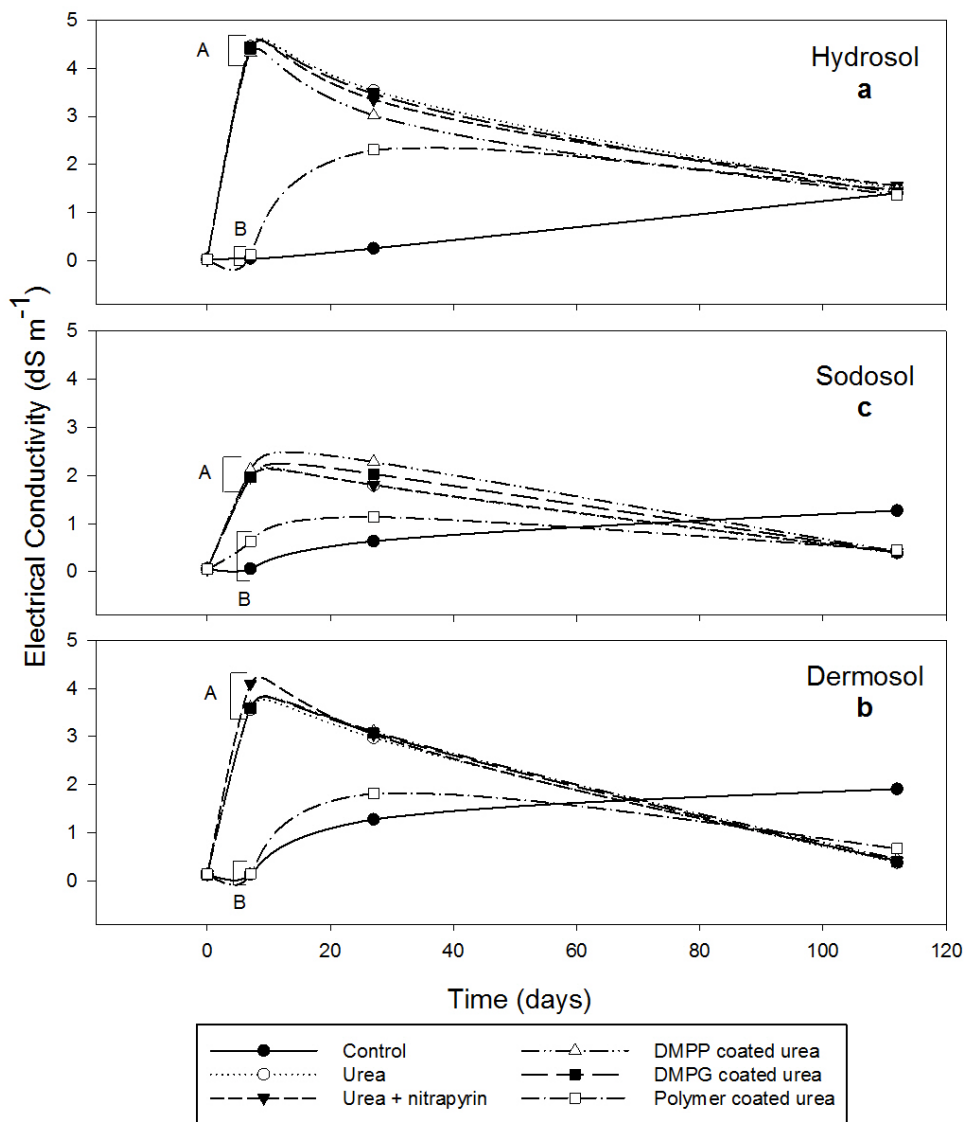 5
4
3
2
1
0
A
B
Hydrosol
a
5
4
3
2
1
0
A
B
Sodosol
c
5
4
3
2
1
0
A
B
Dermosol
b
Electrical Conductivity (dS m⁻¹)
0 20 40 60 80 100 120
Time (days)
Control
Urea
Urea + nitrapyrin
DMPP coated urea
DMPG coated urea
Polymer coated urea